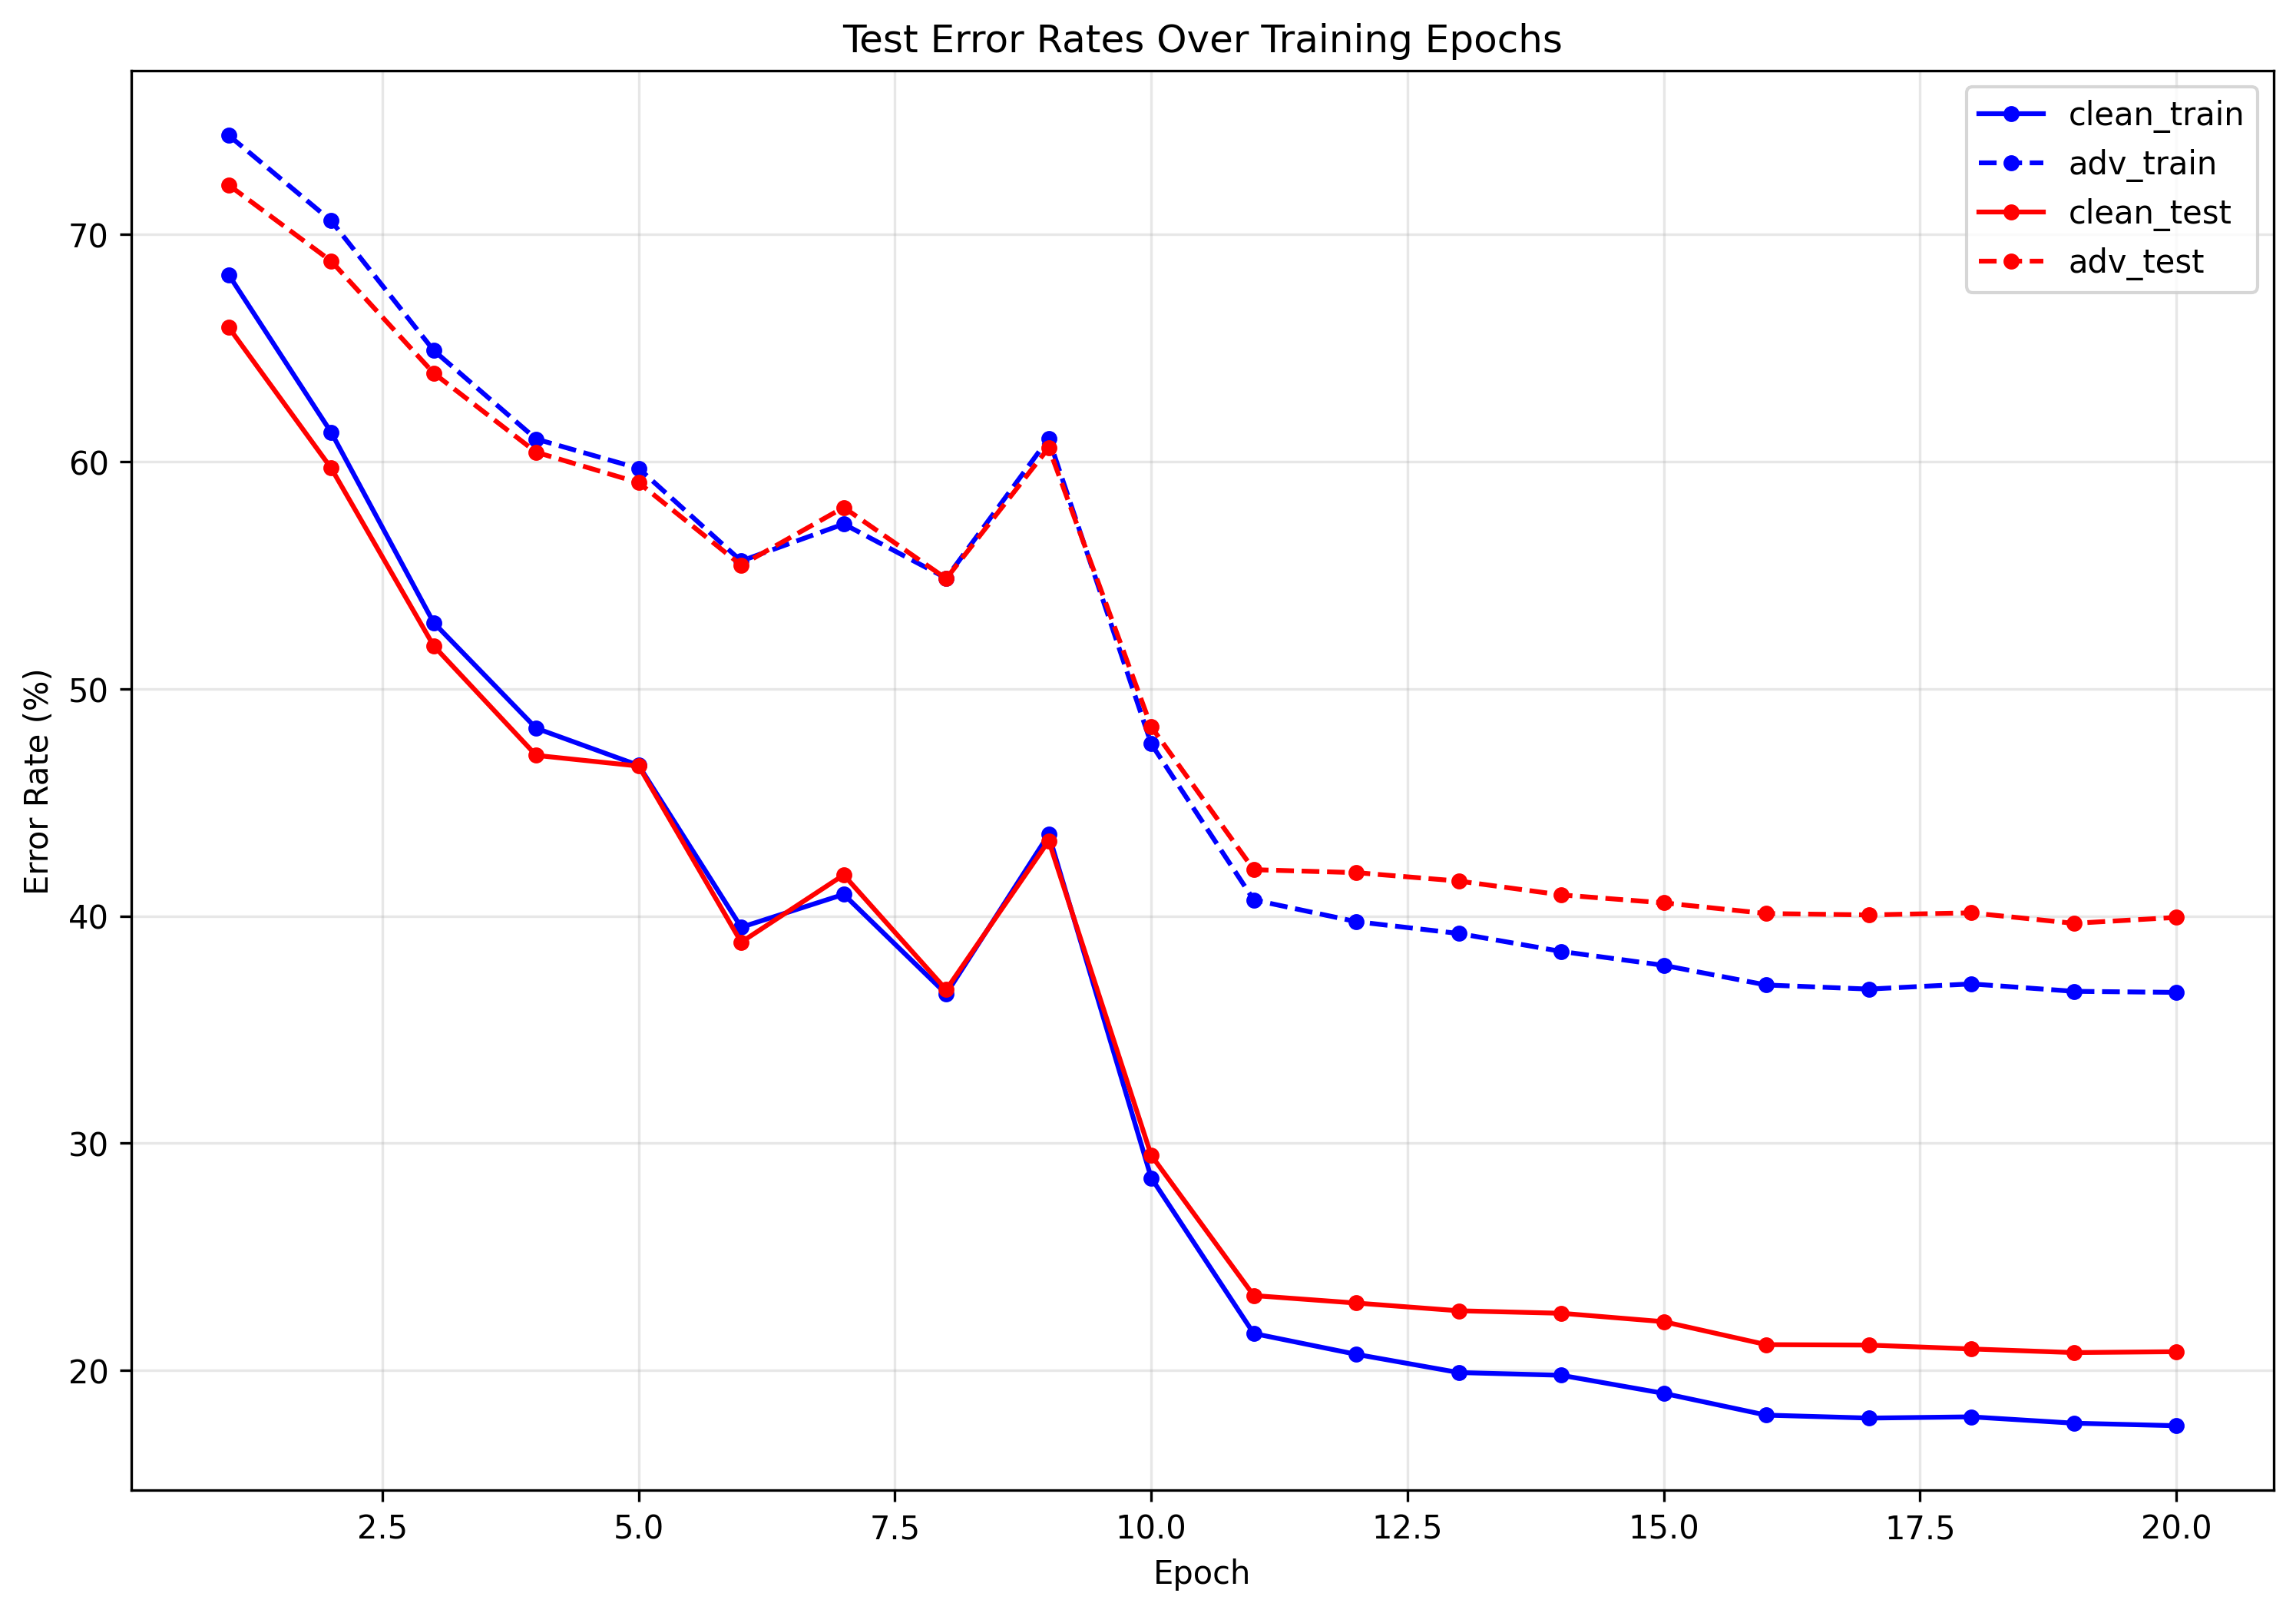 Test Error Rates Over Training Epochs
clean_train
adv_train
clean_test
adv_test
Error Rate (%)
70
60
50
40
30
20
2.5 5.0 7.5 10.0 12.5 15.0 17.5 20.0
Epoch